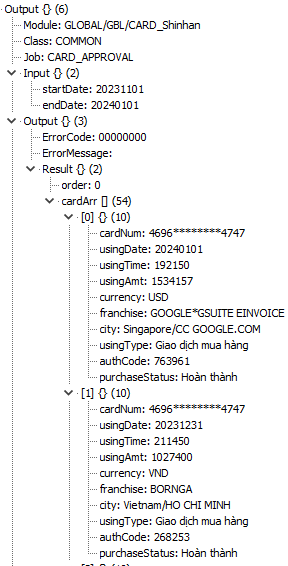 Output {} (6)
Module: GLOBAL/GBL/CARD_Shinhan
Class: COMMON
Job: CARD_APPROVAL
Input {} (2)
startDate: 20231101
endDate: 20240101
Output {} (3)
ErrorCode: 00000000
ErrorMessage:
Result {} (2)
order: 0
cardArr [] (54)
[0] {} (10)
cardNum: 4696********4747
usingDate: 20240101
usingTime: 192150
usingAmt: 1534157
currency: USD
franchise: GOOGLE*GSUITE EINVOICE
city: Singapore/CC GOOGLE.COM
usingType: Giao dịch mua hàng
authCode: 763961
purchaseStatus: Hoàn thành
[1] {} (10)
cardNum: 4696********4747
usingDate: 20231231
usingTime: 211450
usingAmt: 1027400
currency: VND
franchise: BORNGA
city: Vietnam/HO CHI MINH
usingType: Giao dịch mua hàng
authCode: 268253
purchaseStatus: Hoàn thành